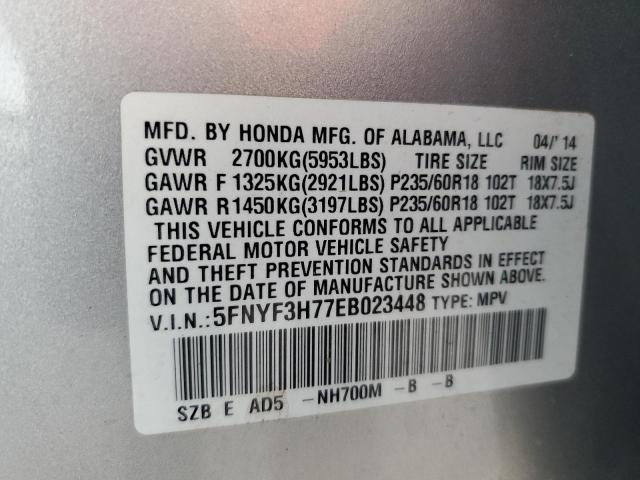 MFD. BY HONDA MFG. OF ALABAMA, LLC 04/'14
GVWR 2700KG(5953LBS) TIRE SIZE RIM SIZE
GAWR F 1325KG(2921LBS) P235/60R18 102T 18X7.5J
GAWR R 1450KG(3197LBS) P235/60R18 102T 18X7.5J
THIS VEHICLE CONFORMS TO ALL APPLICABLE
FEDERAL MOTOR VEHICLE SAFETY
AND THEFT PREVENTION STANDARDS IN EFFECT
ON THE DATE OF MANUFACTURE SHOWN ABOVE.
V.I.N.:5FNYF3H77EB023448 TYPE: MPV
SZB E AD5 -NH700M -B -B